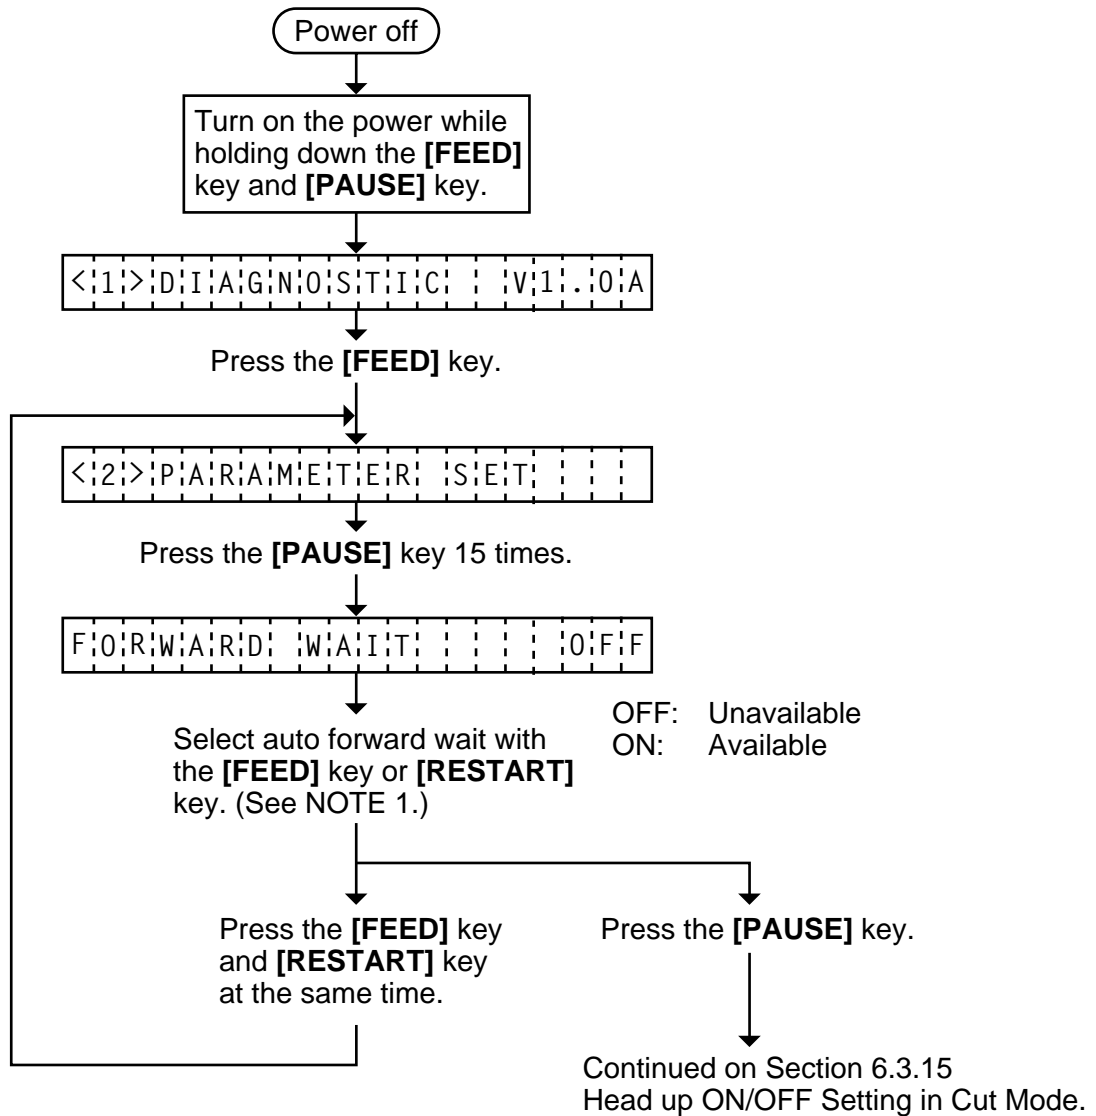 Power off
Turn on the power while
holding down the [FEED]
key and [PAUSE] key.
<1>DIAGNOSTIC  V1.0A
Press the [FEED] key.
<2>PARAMETER SET
Press the [PAUSE] key 15 times.
FORWARD WAIT     OFF
OFF: Unavailable
ON: Available
Select auto forward wait with
the [FEED] key or [RESTART]
key. (See NOTE 1.)
Press the [FEED] key
and [RESTART] key
at the same time.
Press the [PAUSE] key.
Continued on Section 6.3.15
Head up ON/OFF Setting in Cut Mode.